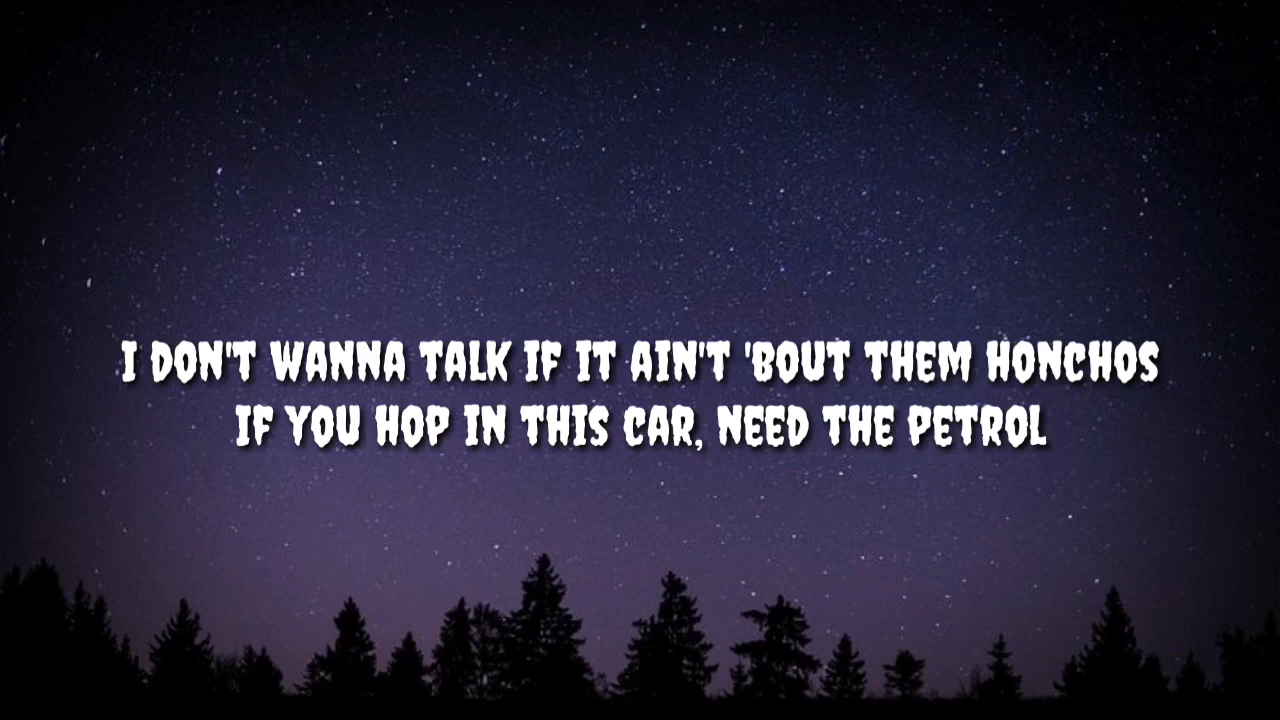 I DON'T WANNA TALK IF IT AIN'T 'BOUT THEM HONCHOS
IF YOU HOP IN THIS CAR, NEED THE PETROL